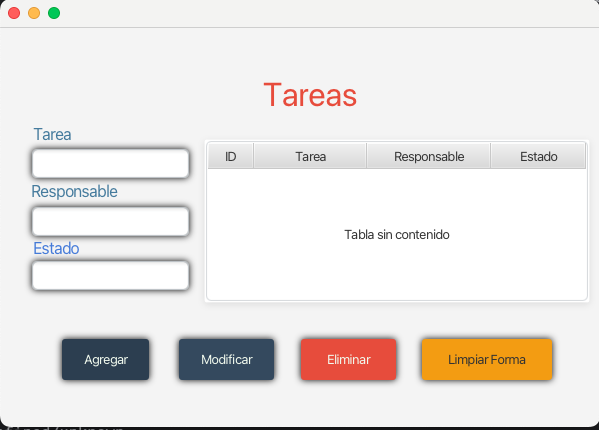 Tareas
Tarea
Responsable
Estado
ID Tarea Responsable Estado
Tabla sin contenido
Agregar Modificar Eliminar Limpiar Forma